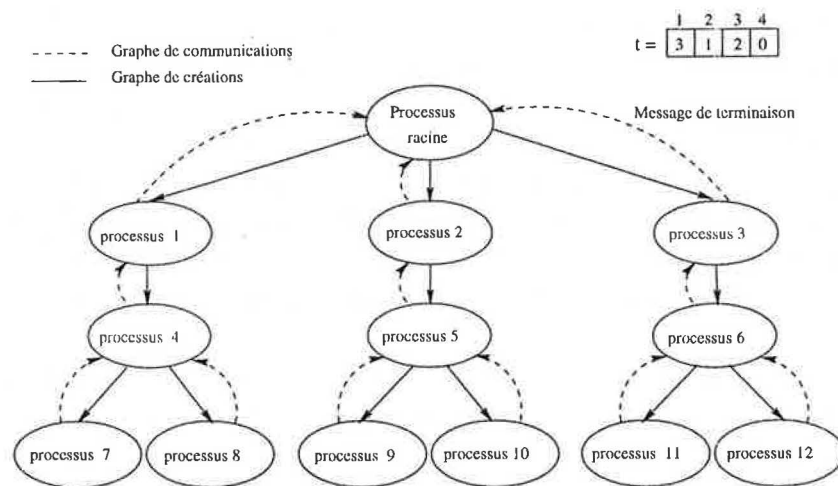 1 2 3 4
t = 3 1 2 0
Graphe de communications
Graphe de créations
Processus
racine
Message de terminaison
processus 1
processus 2
processus 3
processus 4
processus 5
processus 6
processus 7
processus 8
processus 9
processus 10
processus 11
processus 12